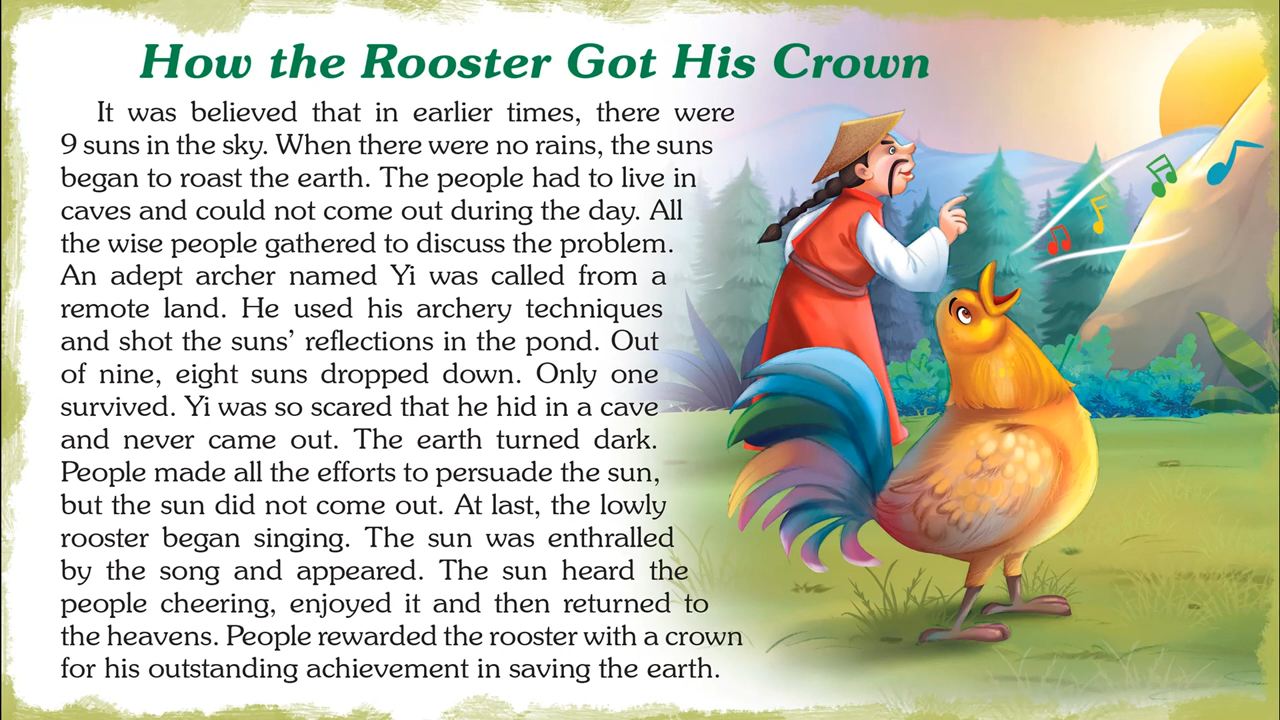 How the Rooster Got His Crown
It was believed that in earlier times, there were
9 suns in the sky. When there were no rains, the suns
began to roast the earth. The people had to live in
caves and could not come out during the day. All
the wise people gathered to discuss the problem.
An adept archer named Yi was called from a
remote land. He used his archery techniques
and shot the suns’ reflections in the pond. Out
of nine, eight suns dropped down. Only one
survived. Yi was so scared that he hid in a cave
and never came out. The earth turned dark.
People made all the efforts to persuade the sun,
but the sun did not come out. At last, the lowly
rooster began singing. The sun was enthralled
by the song and appeared. The sun heard the
people cheering, enjoyed it and then returned to
the heavens. People rewarded the rooster with a crown
for his outstanding achievement in saving the earth.